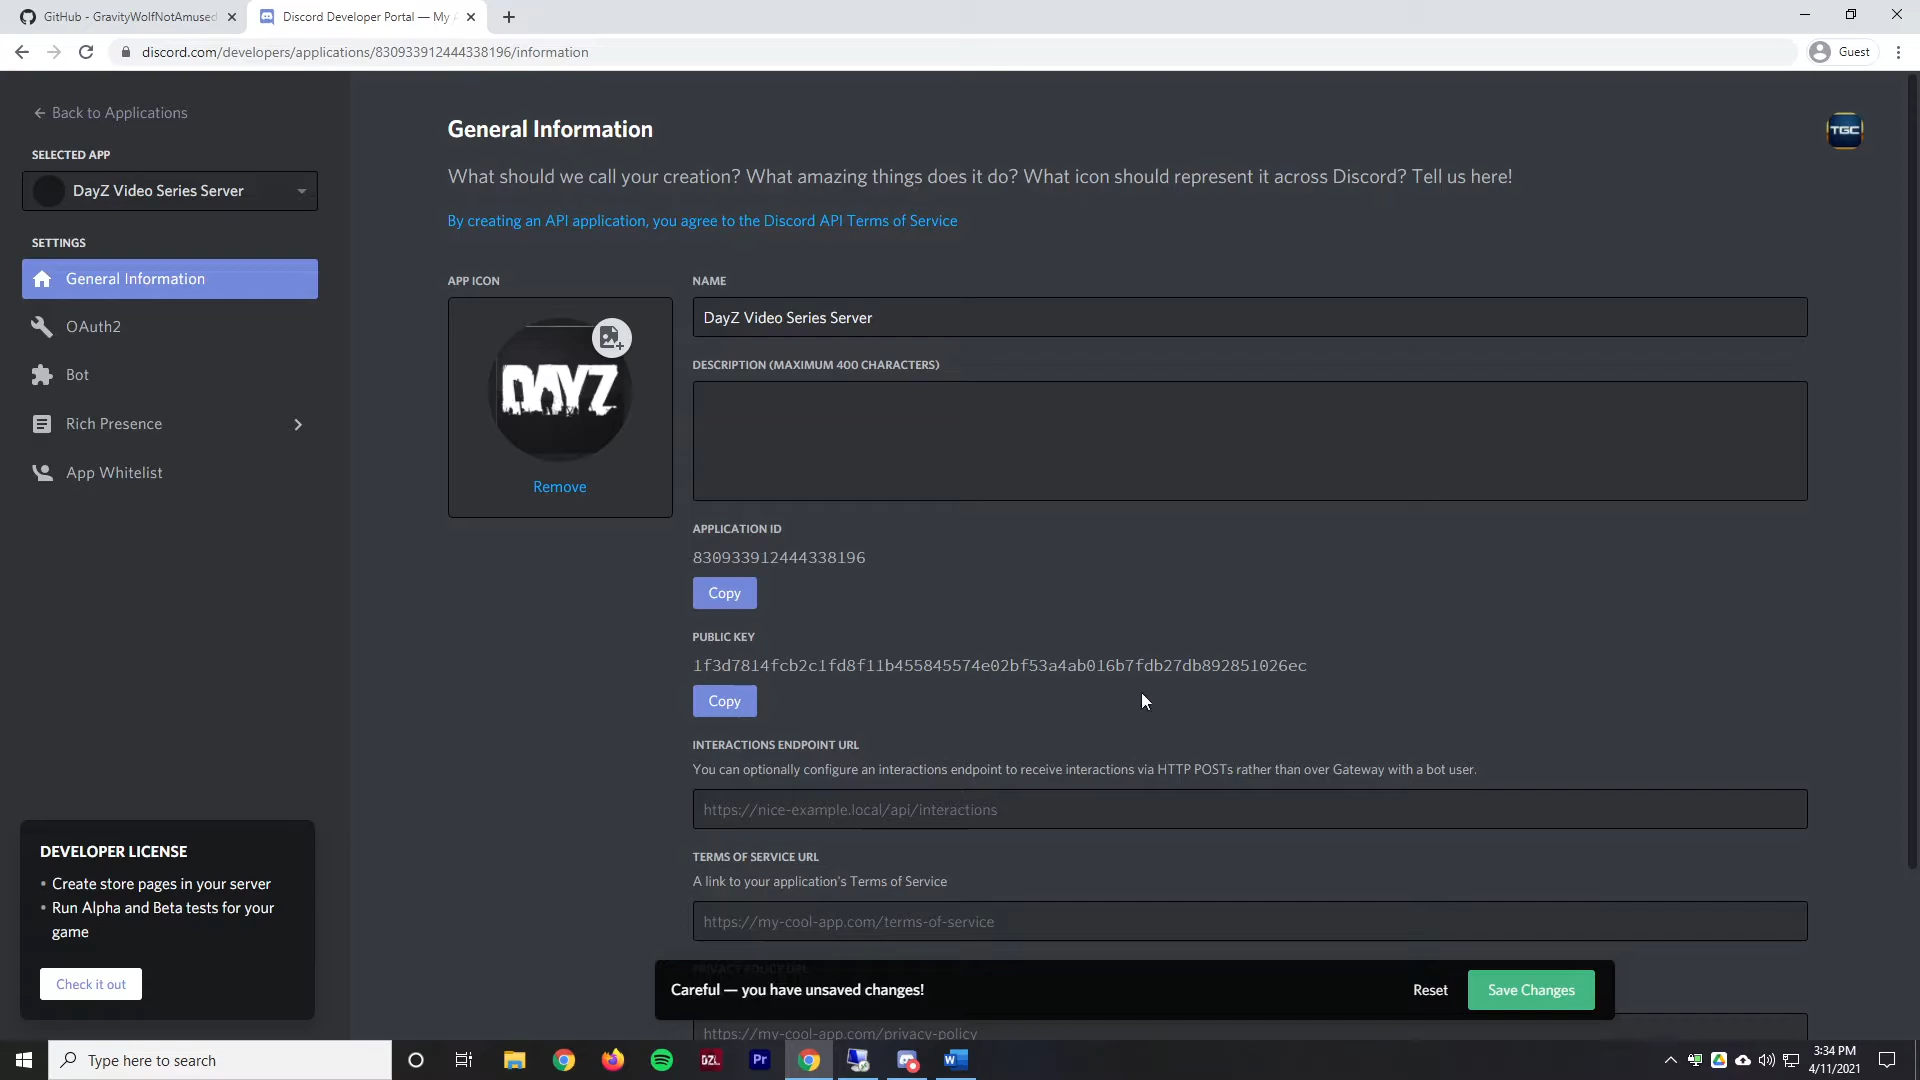 GitHub - GravityWolfNotAmused
Discord Developer Portal — My A
discord.com/developers/applications/830933912444338196/information
Guest
Back to Applications
SELECTED APP
DayZ Video Series Server
SETTINGS
General Information
OAuth2
Bot
Rich Presence
App Whitelist
DEVELOPER LICENSE
• Create store pages in your server
• Run Alpha and Beta tests for your
game
Check it out
General Information
TGC
What should we call your creation? What amazing things does it do? What icon should represent it across Discord? Tell us here!
By creating an API application, you agree to the Discord API Terms of Service
APP ICON
DAYZ
Remove
NAME
DayZ Video Series Server
DESCRIPTION (MAXIMUM 400 CHARACTERS)
APPLICATION ID
830933912444338196
Copy
PUBLIC KEY
1f3d7814fcb2c1fd8f11b455845574e02bf53a4ab016b7fdb27db892851026ec
Copy
INTERACTIONS ENDPOINT URL
You can optionally configure an interactions endpoint to receive interactions via HTTP POSTs rather than over Gateway with a bot user.
https://nice-example.local/api/interactions
TERMS OF SERVICE URL
A link to your application's Terms of Service
https://my-cool-app.com/terms-of-service
PRIVACY POLICY URL
Careful — you have unsaved changes!
Reset
Save Changes
https://my-cool-app.com/privacy-policy
Type here to search
DZL
Pr
W
3:34 PM
4/11/2021